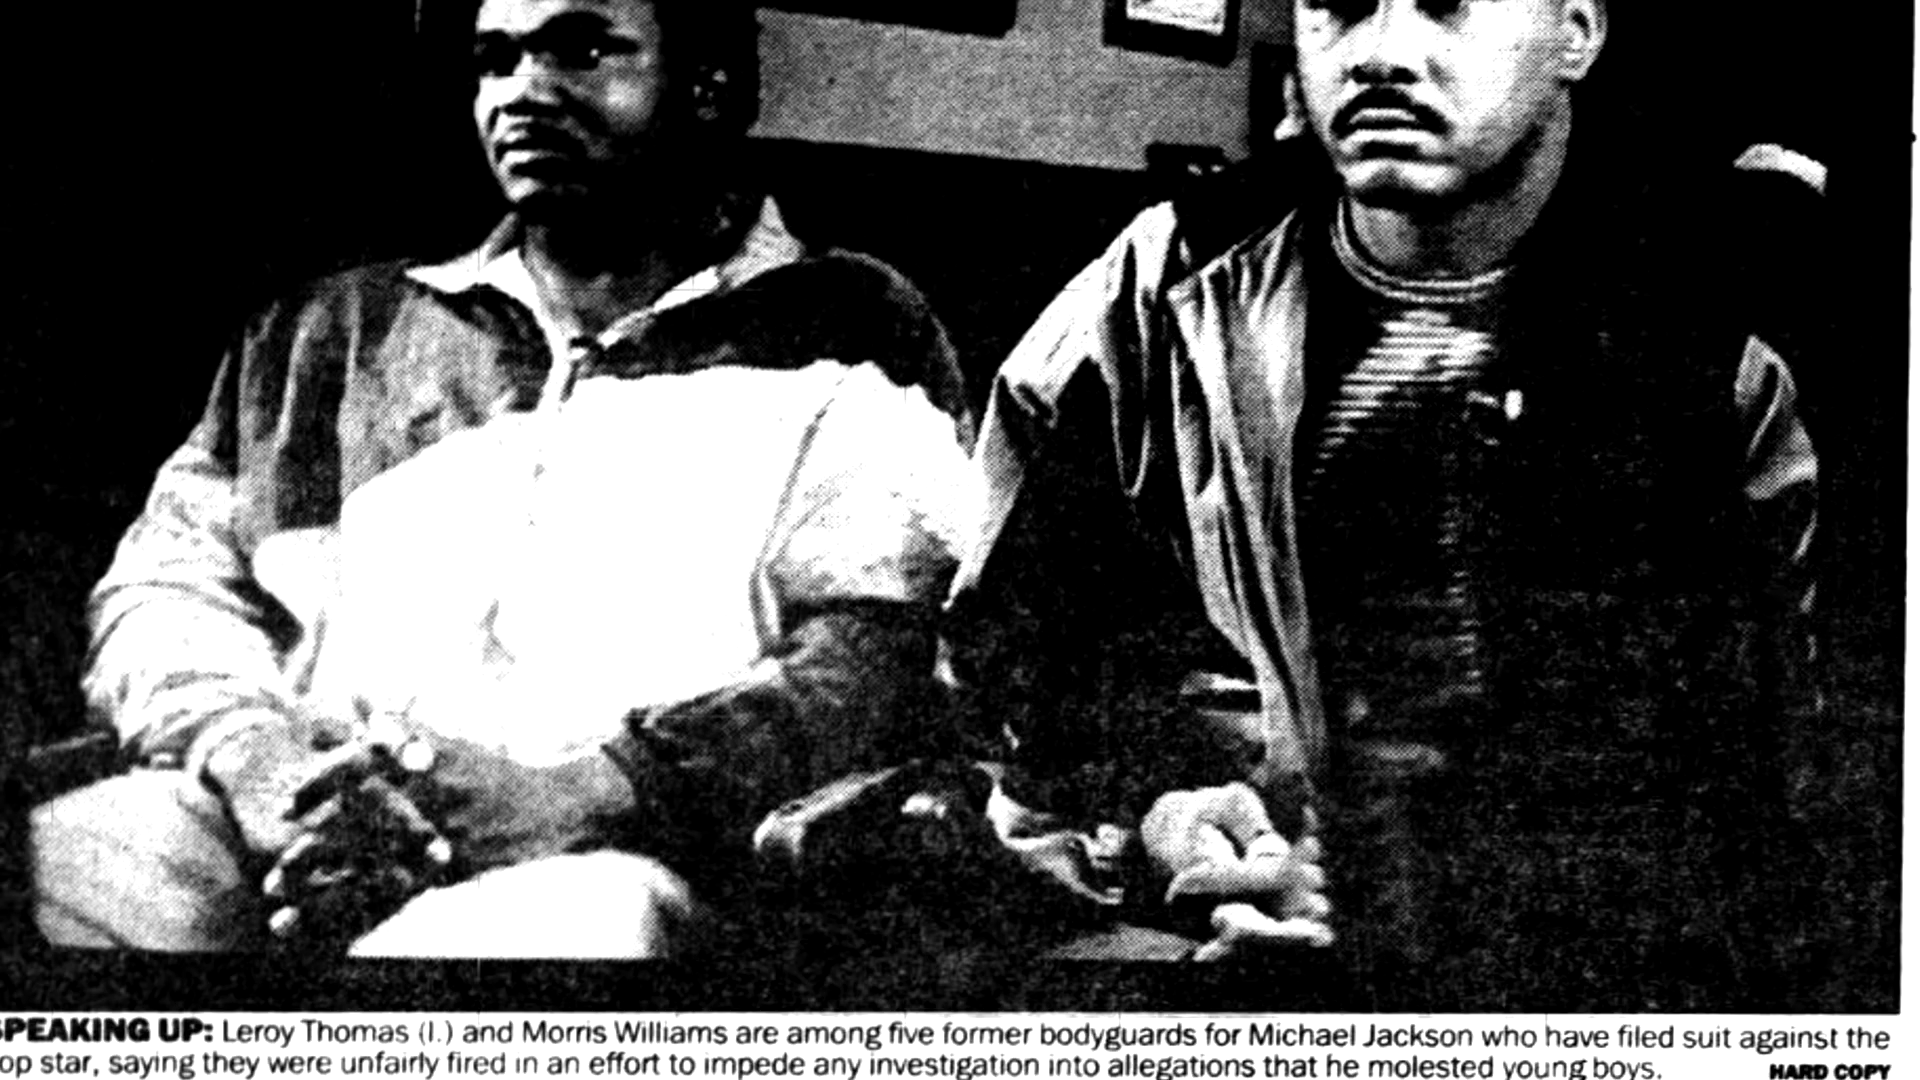 SPEAKING UP: Leroy Thomas (l.) and Morris Williams are among five former bodyguards for Michael Jackson who have filed suit against the
op star, saying they were unfairly fired in an effort to impede any investigation into allegations that he molested young boys. HARD COPY